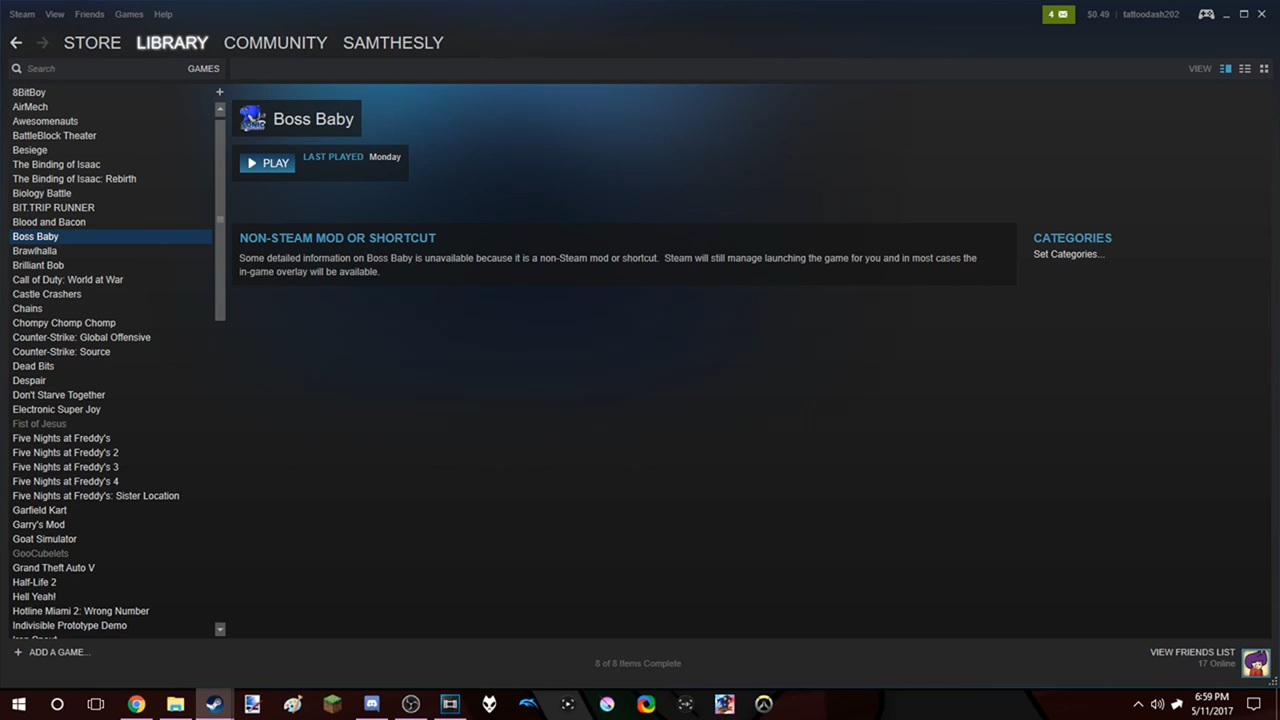 Steam View Friends Games Help
4 $0.49 tattoodash202
STORE LIBRARY COMMUNITY SAMTHESLY
Search GAMES VIEW
8BitBoy
AirMech
Awesomenauts
BattleBlock Theater
Besiege
The Binding of Isaac
The Binding of Isaac: Rebirth
Biology Battle
BIT.TRIP RUNNER
Blood and Bacon
Boss Baby
Brawlhalla
Brilliant Bob
Call of Duty: World at War
Castle Crashers
Chains
Chompy Chomp Chomp
Counter-Strike: Global Offensive
Counter-Strike: Source
Dead Bits
Despair
Don't Starve Together
Electronic Super Joy
Fist of Jesus
Five Nights at Freddy's
Five Nights at Freddy's 2
Five Nights at Freddy's 3
Five Nights at Freddy's 4
Five Nights at Freddy's: Sister Location
Garfield Kart
Garry's Mod
Goat Simulator
GooCubelets
Grand Theft Auto V
Half-Life 2
Hell Yeah!
Hotline Miami 2: Wrong Number
Indivisible Prototype Demo
Boss Baby
PLAY LAST PLAYED Monday
NON-STEAM MOD OR SHORTCUT
Some detailed information on Boss Baby is unavailable because it is a non-Steam mod or shortcut. Steam will still manage launching the game for you and in most cases the
in-game overlay will be available.
CATEGORIES
Set Categories...
+ ADD A GAME...
8 of 8 Items Complete
VIEW FRIENDS LIST
17 Online
6:59 PM
5/11/2017